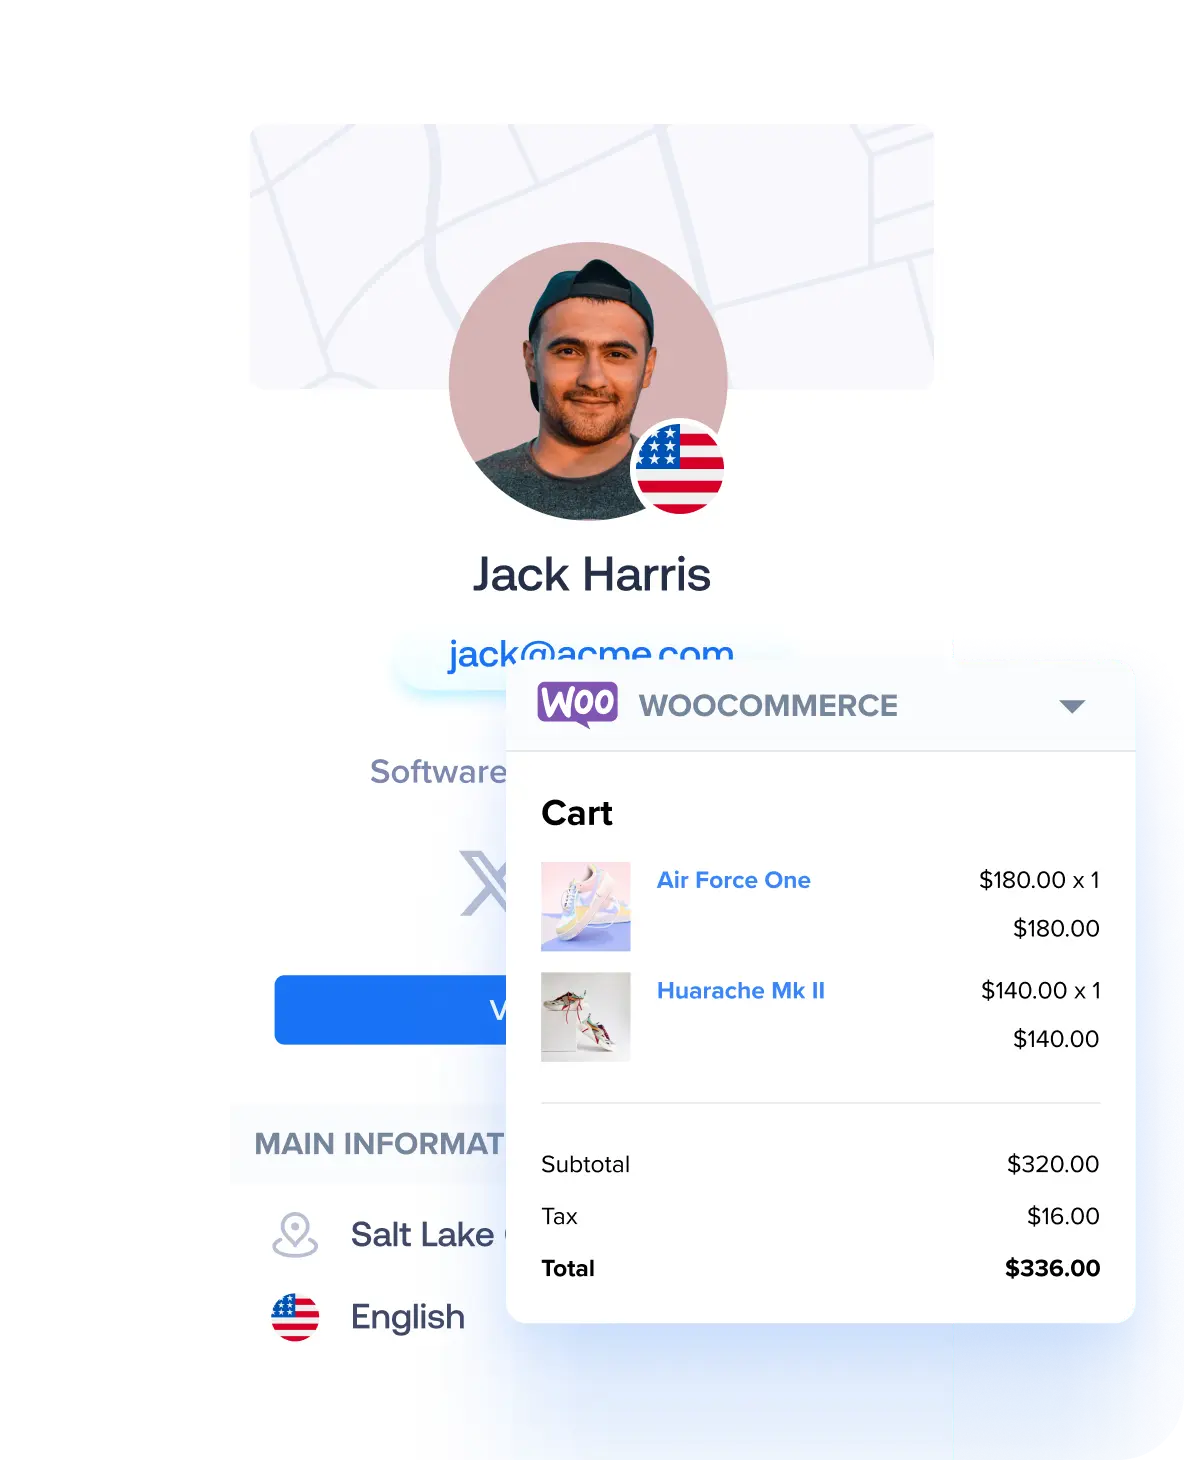 Jack Harris
jack@acme.com
Software
Woo WOOCOMMERCE
Cart
Air Force One $180.00 x 1
$180.00
Huarache Mk II $140.00 x 1
$140.00
Subtotal $320.00
Tax $16.00
Total $336.00
MAIN INFORMAT
Salt Lake
English